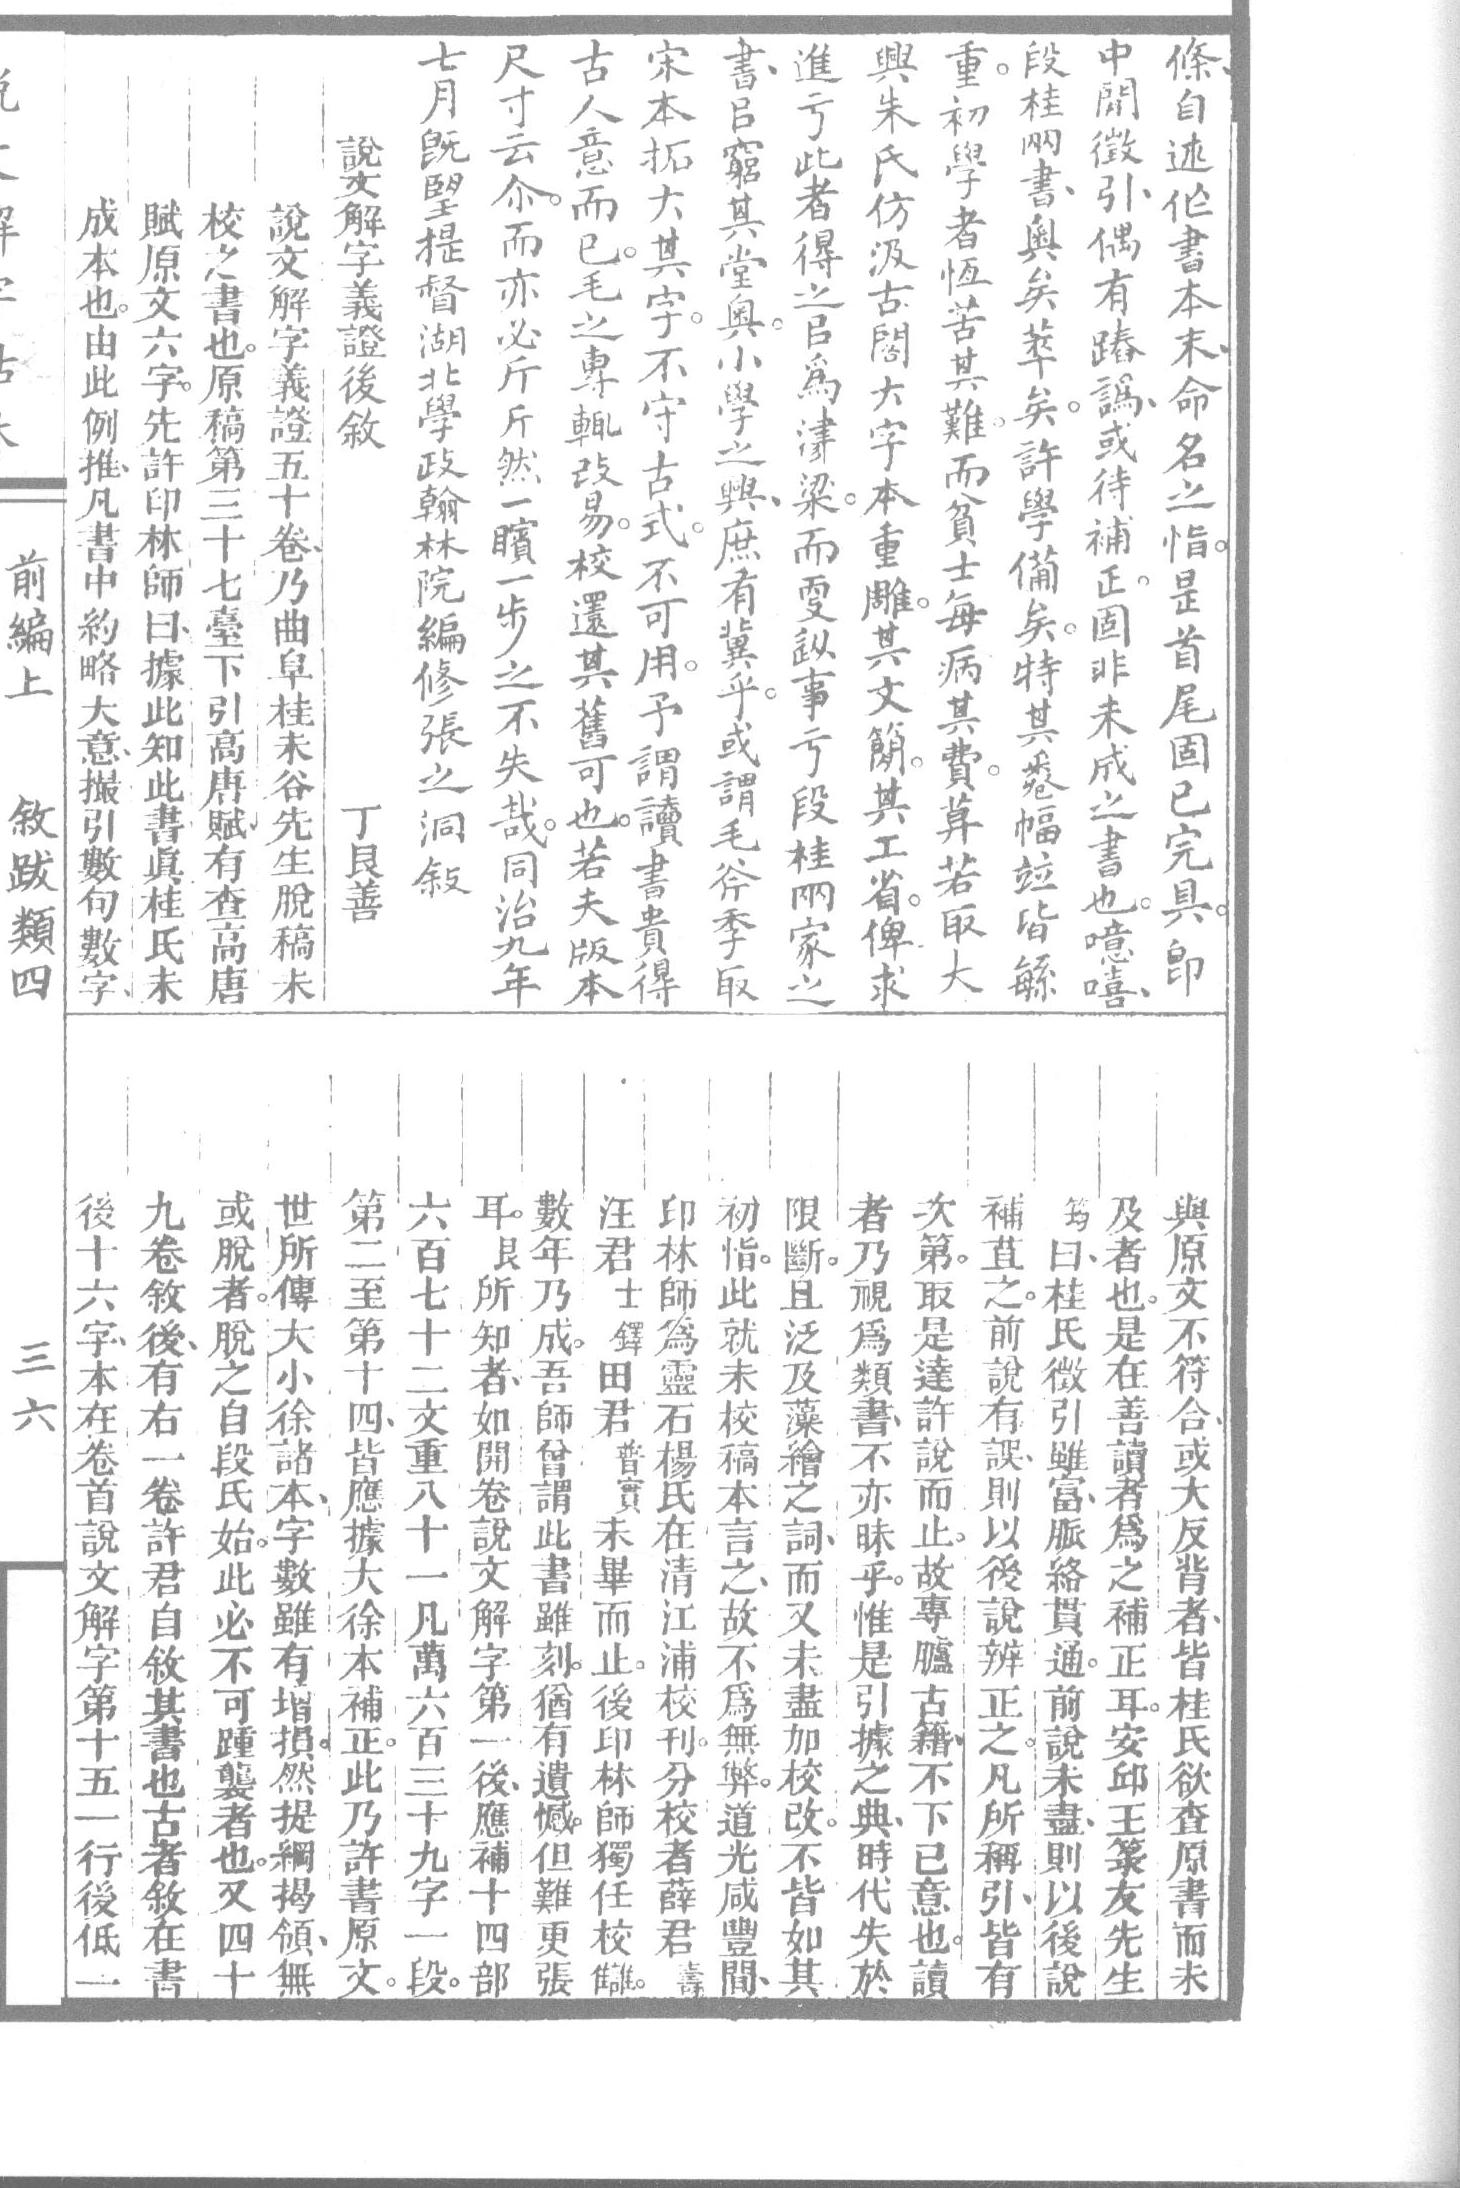 條、自述作書本末、命名之恉。是首尾固已完具。卽
中閒徵引、偶有踳譌、或待補正。固非未成之書也。噫嘻、
段桂兩書、奧矣萃矣。許學備矣。特其卷幅竝皆緐
重。初學者恆苦其難。而貧士每病其費。算若取大
興朱氏仿汲古閣大字本重雕。其文簡。其工省。俾求
進亏此者得之㠯爲津梁。而叓超事亏段桂兩家之
書、㠯窮其堂奧。小學之興、庶有冀乎。或謂毛斧季取
宋本拓大其字。不守古式。不可用。予謂讀書貴得
古人意而已。毛之專輒改易。校還其舊可也。若夫版本
尺寸云介。而亦必斤斤然一矉一步之不失哉。同治九年
七月旣望提督湖北學政翰林院編修張之洞敍
說文解字義證後敘 丁艮善
說文解字義證五十卷、乃曲阜桂未谷先生脫稿未
校之書也。原稿第三十七臺下引高唐賦、有查高唐
賦原文六字。先許印林師曰、據此知此書眞桂氏未
成本也。由此例推、凡書中約略大意、撮引數句數字、
與原文不符合、或大反背者、皆桂氏欲查原書而未
及者也。是在善讀者爲之補正耳。安邱王菉友先生
筠曰、桂氏徵引雖富、脈絡貫通。前說未盡、則以後說
補苴之。前說有誤、則以後說辨正之。凡所稱引、皆有
次第。取足達許說而止。故專臚古籍、不下已意也。讀
者乃視爲類書、不亦昧乎。惟是引據之典、時代失於
限斷。且泛及藻繪之詞、而又未盡加校改。不皆如其
初恉。此就未校稿本言之、故不爲無弊。道光咸豐間、
印林師爲靈石楊氏在清江浦校刊。分校者薛君壽
汪君士鐸田君普實未畢而止。後印林師獨任校讎。
數年乃成。吾師曾謂此書雖刻。猶有遺憾。但難更張
耳。艮所知者、如開卷說文解字第一後、應補十四部
六百七十二文重八十一凡萬六百三十九字一段。
第二至第十四、皆應據大徐本補正。此乃許書原文。
世所傳大小徐諸本、字數雖有增損。然提綱揭領、無
或脫者。脫之自段氏始。此必不可踵襲者也。又四十
九卷敘後、有右一卷許君自敘其書也古者敘在書
後十六字、本在卷首說文解字第十五一行後低一
前編上 敘跋類四 三六